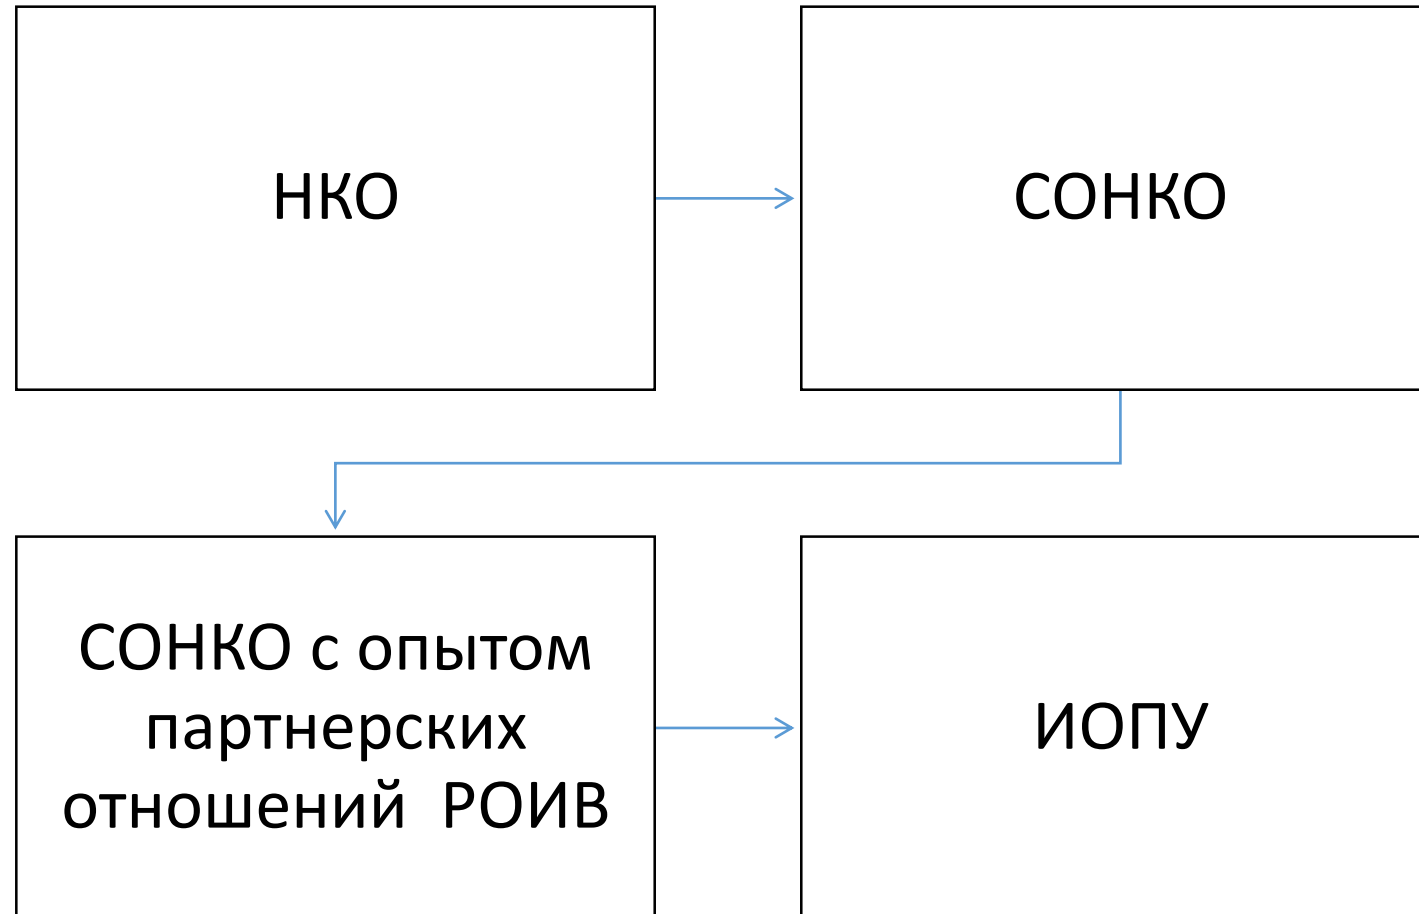 НКО
СОНКО
СОНКО с опытом
партнерских
отношений РОИВ
ИОПУ